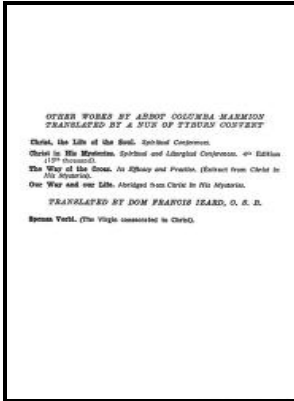 OTHER WORKS BY ABBOT COLUMBA MARMION
TRANSLATED BY A NUN OF TYBURN CONVENT
Christ, the Life of the Soul. Spiritual Conferences.
Christ in His Mysteries. Spiritual and Liturgical Conferences. 4th Edition
(15th thousand).
The Way of the Cross. Its Efficacy and Practice. (Extract from Christ in
His Mysteries).
Our Way and our Life. Abridged from Christ in His Mysteries.
TRANSLATED BY DOM FRANCIS IZARD, O. S. B.
Sponsa Verbi. (The Virgin consecrated to Christ).